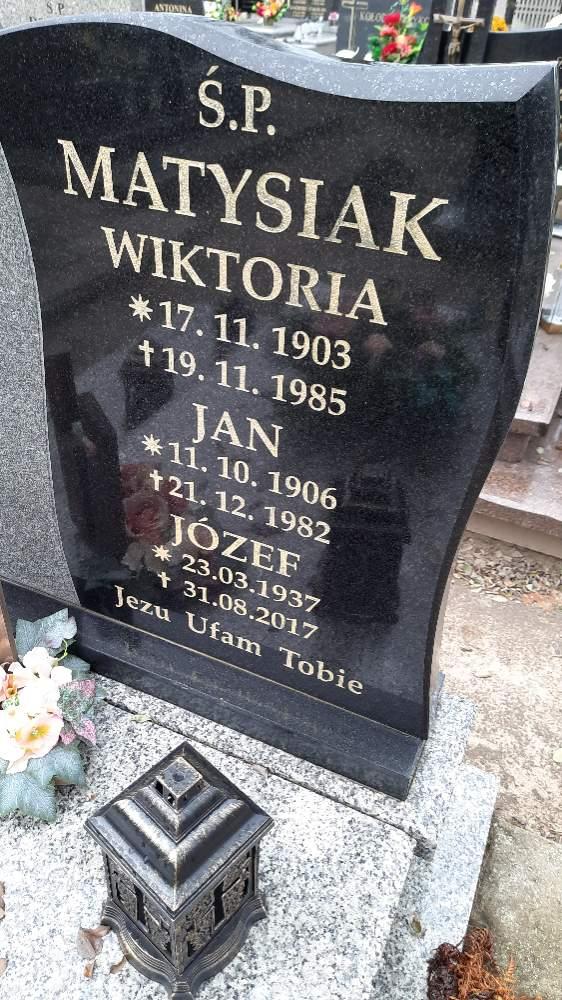 Ś.P.
ANTONINA
Ś.P.
MATYSIAK
WIKTORIA
* 17. 11. 1903
† 19. 11. 1985
JAN
* 11. 10. 1906
† 21. 12. 1982
JÓZEF
* 23.03.1937
† 31.08.2017
Jezu Ufam Tobie